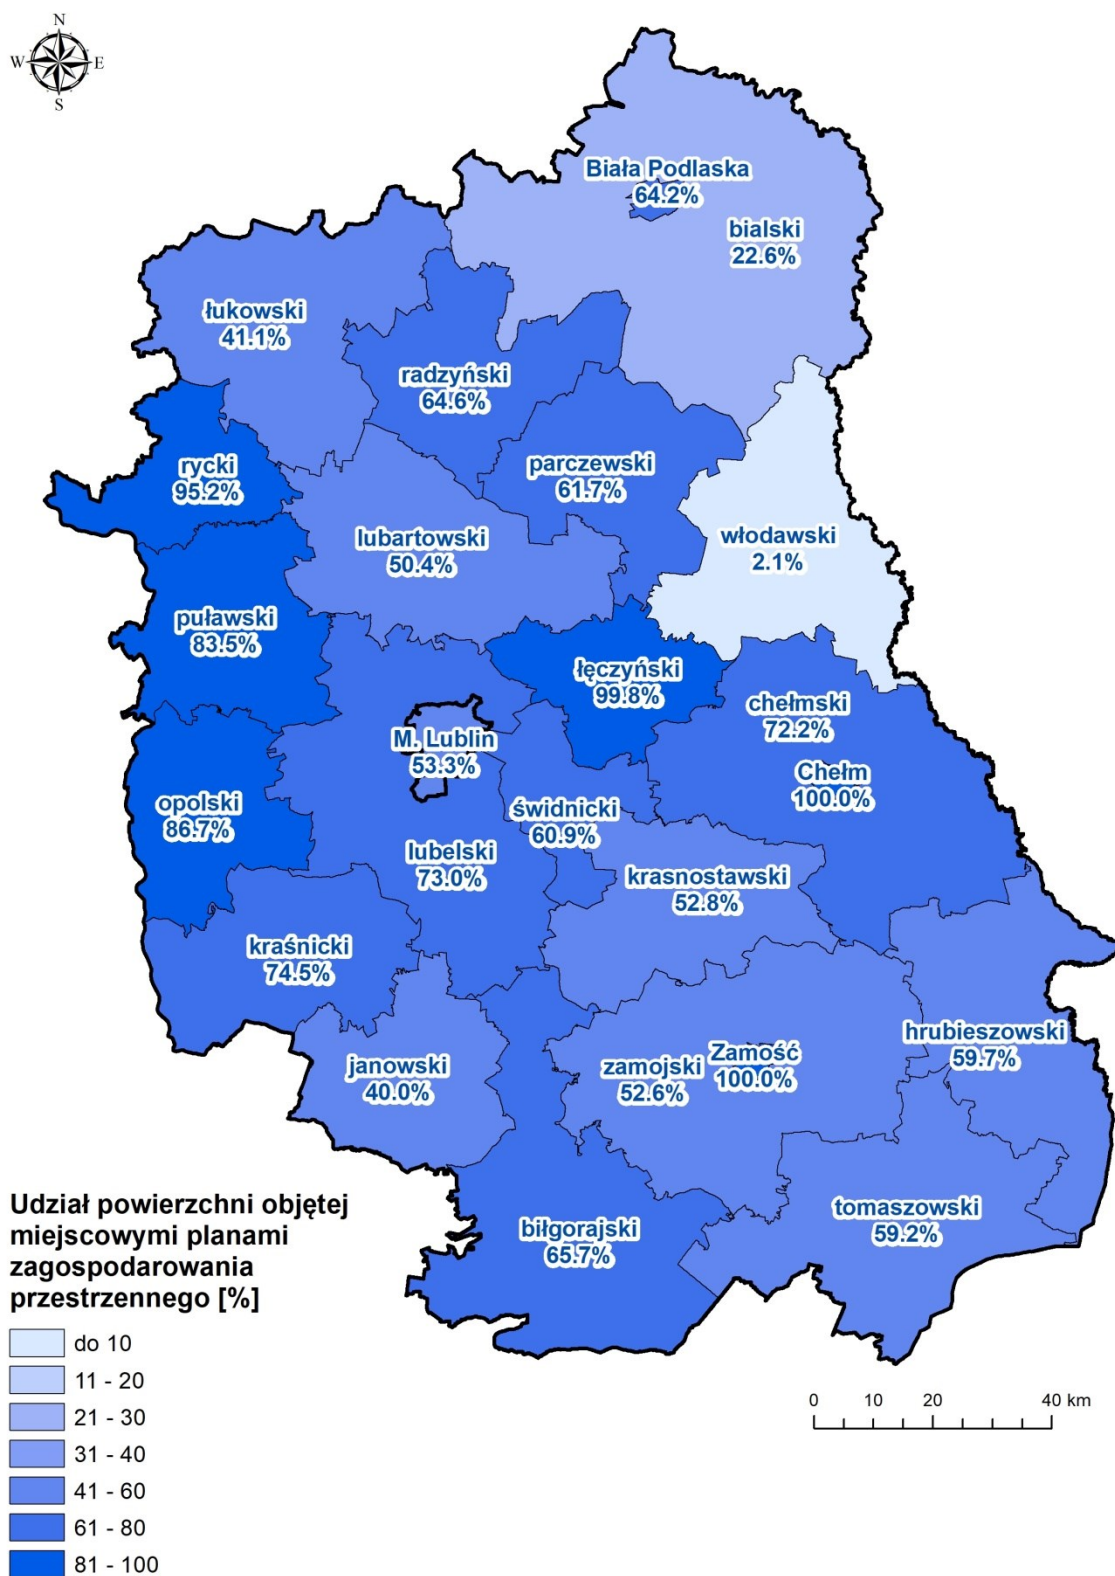 N
W E
S
Biała Podlaska
64.2%
bialski
22.6%
łukowski
41.1%
radzyński
64.6%
rycki
95.2%
parczewski
61.7%
lubartowski
50.4%
włodawski
2.1%
puławski
83.5%
łęczyński
99.8%
chełmski
72.2%
M. Lublin
53.3%
Chełm
100.0%
opolski
86.7%
świdnicki
60.9%
lubelski
73.0%
krasnostawski
52.8%
kraśnicki
74.5%
hrubieszowski
59.7%
janowski
40.0%
zamojski
52.6%
Zamość
100.0%
tomaszowski
59.2%
biłgorajski
65.7%
Udział powierzchni objętej
miejscowymi planami
zagospodarowania
przestrzennego [%]
do 10
11 - 20
21 - 30
31 - 40
41 - 60
61 - 80
81 - 100
0 10 20 40 km